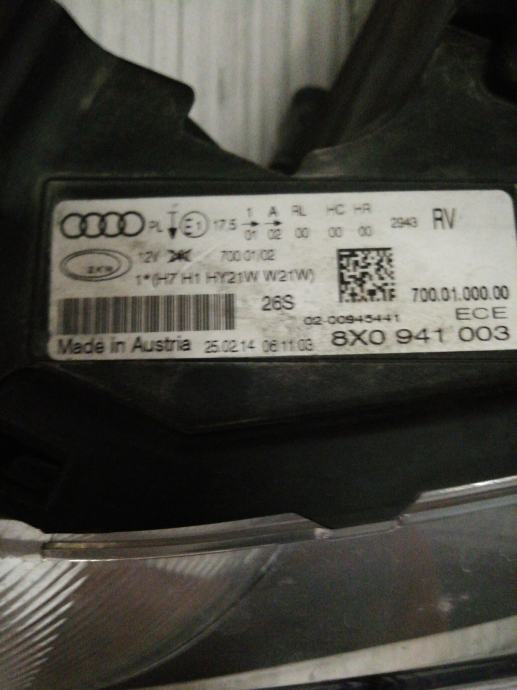 PL E1 17,5 1 A RL HC HR 2943 RV
01 02 00 00 00
ZKW 12V 700.01/02
1*(H7 H1 HY21W W21W)
26S
700.01.000.00
02-00945441 ECE
Made in Austria 25.02.14 06:11:03 8X0 941 003